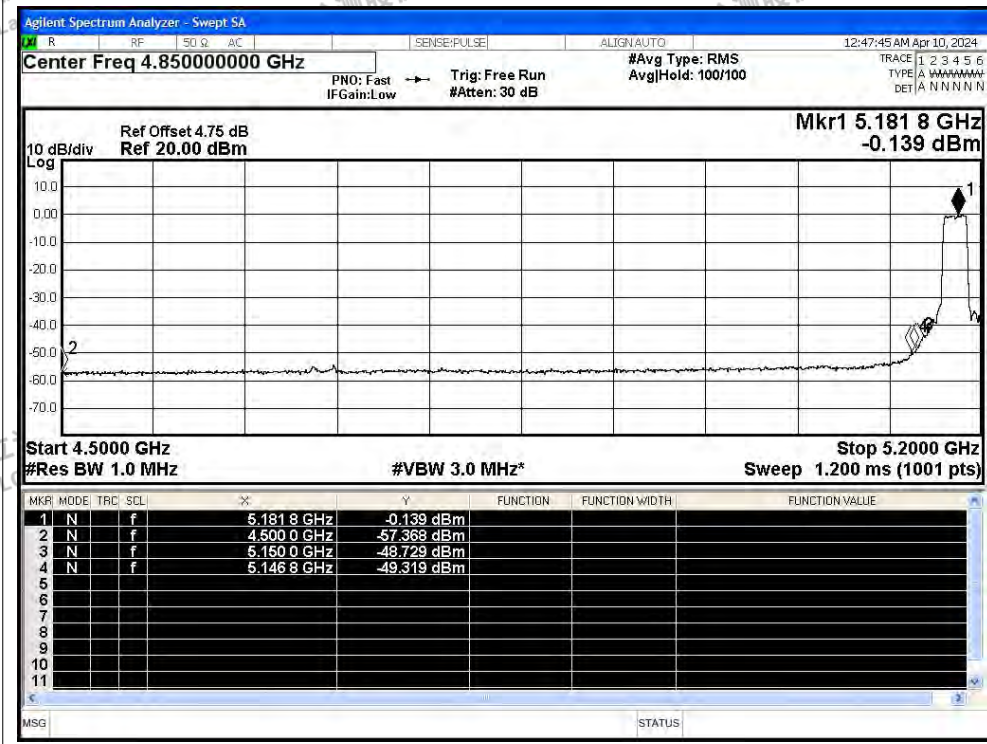 Agilent Spectrum Analyzer - Swept SA
R RF 50 Ω AC SENSE:PULSE ALIGN AUTO 12:47:45 AM Apr 10, 2024
Center Freq 4.850000000 GHz #Avg Type: RMS TRACE 1 2 3 4 5 6
PNO: Fast Trig: Free Run Avg|Hold: 100/100 TYPE A WWWWW
IFGain:Low #Atten: 30 dB DET A N N N N N
Mkr1 5.181 8 GHz
Ref Offset 4.75 dB
10 dB/div Ref 20.00 dBm -0.139 dBm
Log
10.0
1
0.00
-10.0
-20.0
-30.0
-40.0
-50.0
2
-60.0
-70.0
Start 4.5000 GHz Stop 5.2000 GHz
#Res BW 1.0 MHz #VBW 3.0 MHz* Sweep 1.200 ms (1001 pts)
MKR MODE TRC SCL X Y FUNCTION FUNCTION WIDTH FUNCTION VALUE
1 N f 5.181 8 GHz -0.139 dBm
2 N f 4.500 0 GHz -57.368 dBm
3 N f 5.150 0 GHz -48.729 dBm
4 N f 5.146 8 GHz -49.319 dBm
5
6
7
8
9
10
11
MSG STATUS